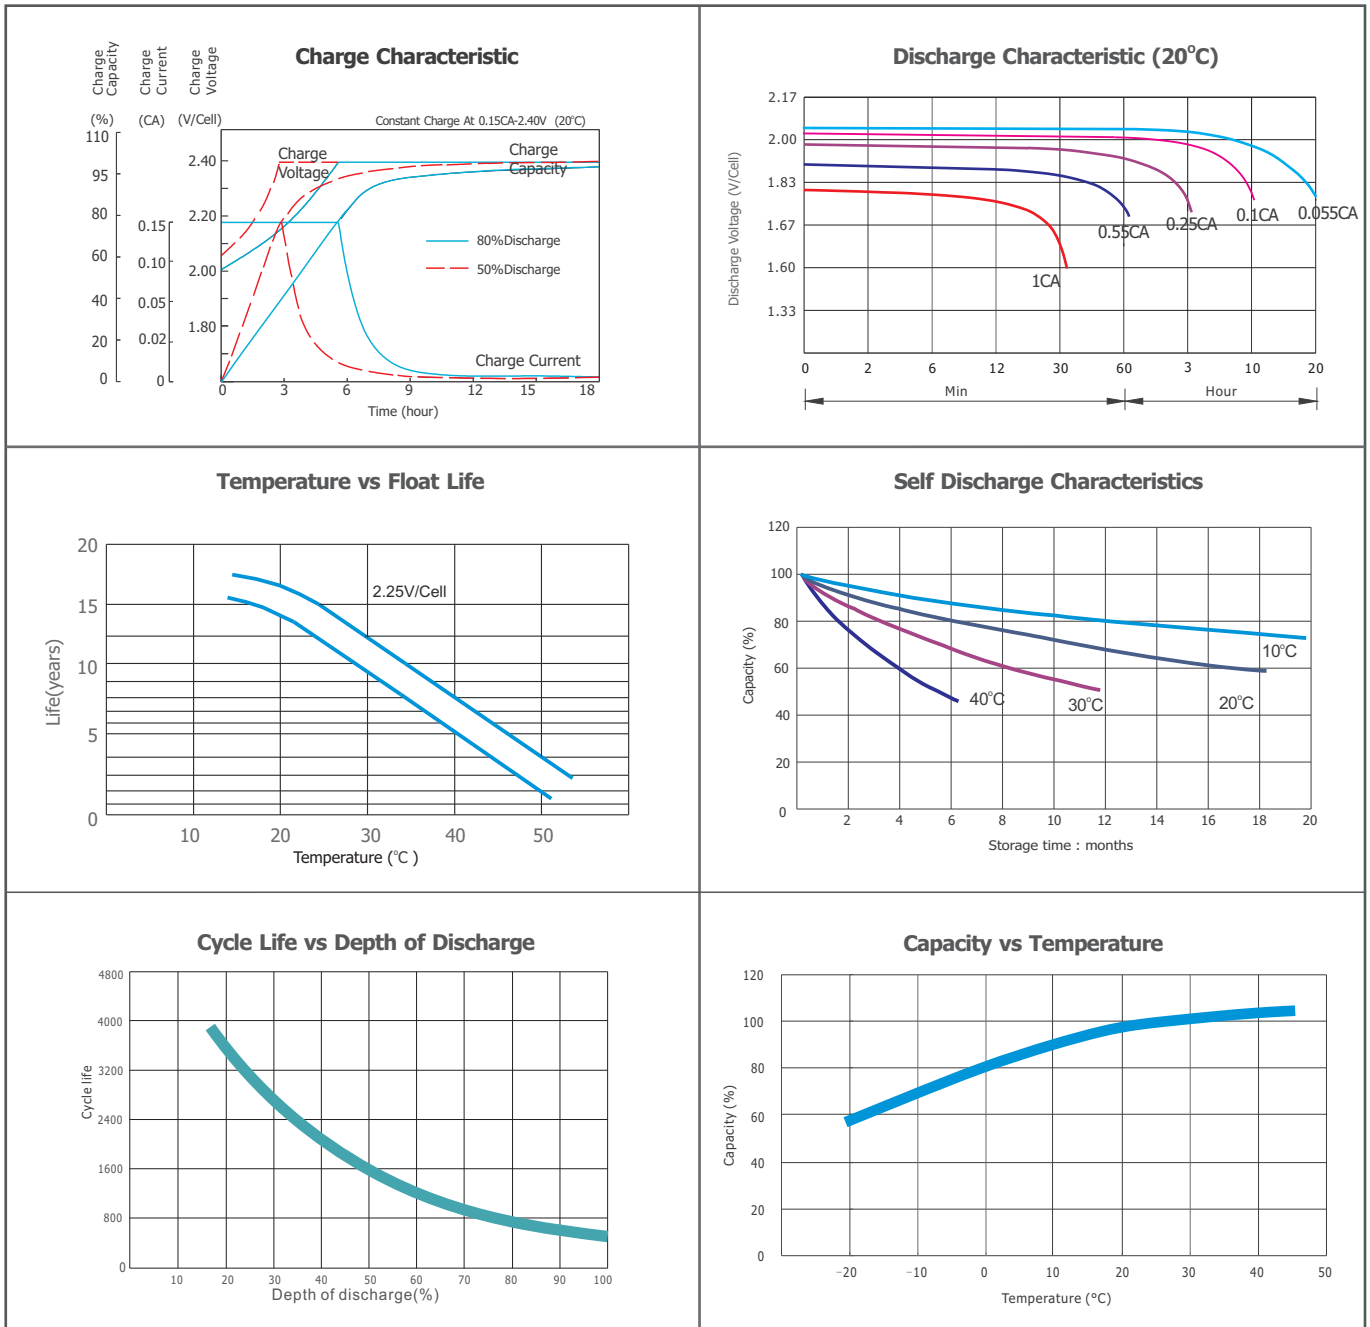 Charge Characteristic
Charge
Capacity
Charge
Current
Charge
Voltage
(%)
(CA)
(V/Cell)
Constant Charge At 0.15CA-2.40V (20°C)
110
95
80
60
40
20
0
0.15
0.10
0.05
0.02
0
2.40
2.20
2.00
1.80
Charge
Voltage
Charge
Capacity
80%Discharge
50%Discharge
Charge Current
0 3 6 9 12 15 18
Time (hour)
Discharge Characteristic (20°C)
Discharge Voltage (V/Cell)
2.17
2.00
1.83
1.67
1.60
1.33
1CA
0.55CA
0.25CA
0.1CA
0.055CA
0 2 6 12 30 60 3 10 20
Min
Hour
Temperature vs Float Life
Life(years)
20
15
10
5
0
2.25V/Cell
10 20 30 40 50
Temperature (°C )
Self Discharge Characteristics
Capacity (%)
120
100
80
60
40
20
0
10°C
20°C
30°C
40°C
2 4 6 8 10 12 14 16 18 20
Storage time : months
Cycle Life vs Depth of Discharge
Cycle life
4800
4000
3200
2400
1600
800
0
10 20 30 40 50 60 70 80 90 100
Depth of discharge(%)
Capacity vs Temperature
Capacity (%)
120
100
80
60
40
20
0
-20 -10 0 10 20 30 40 50
Temperature (°C)